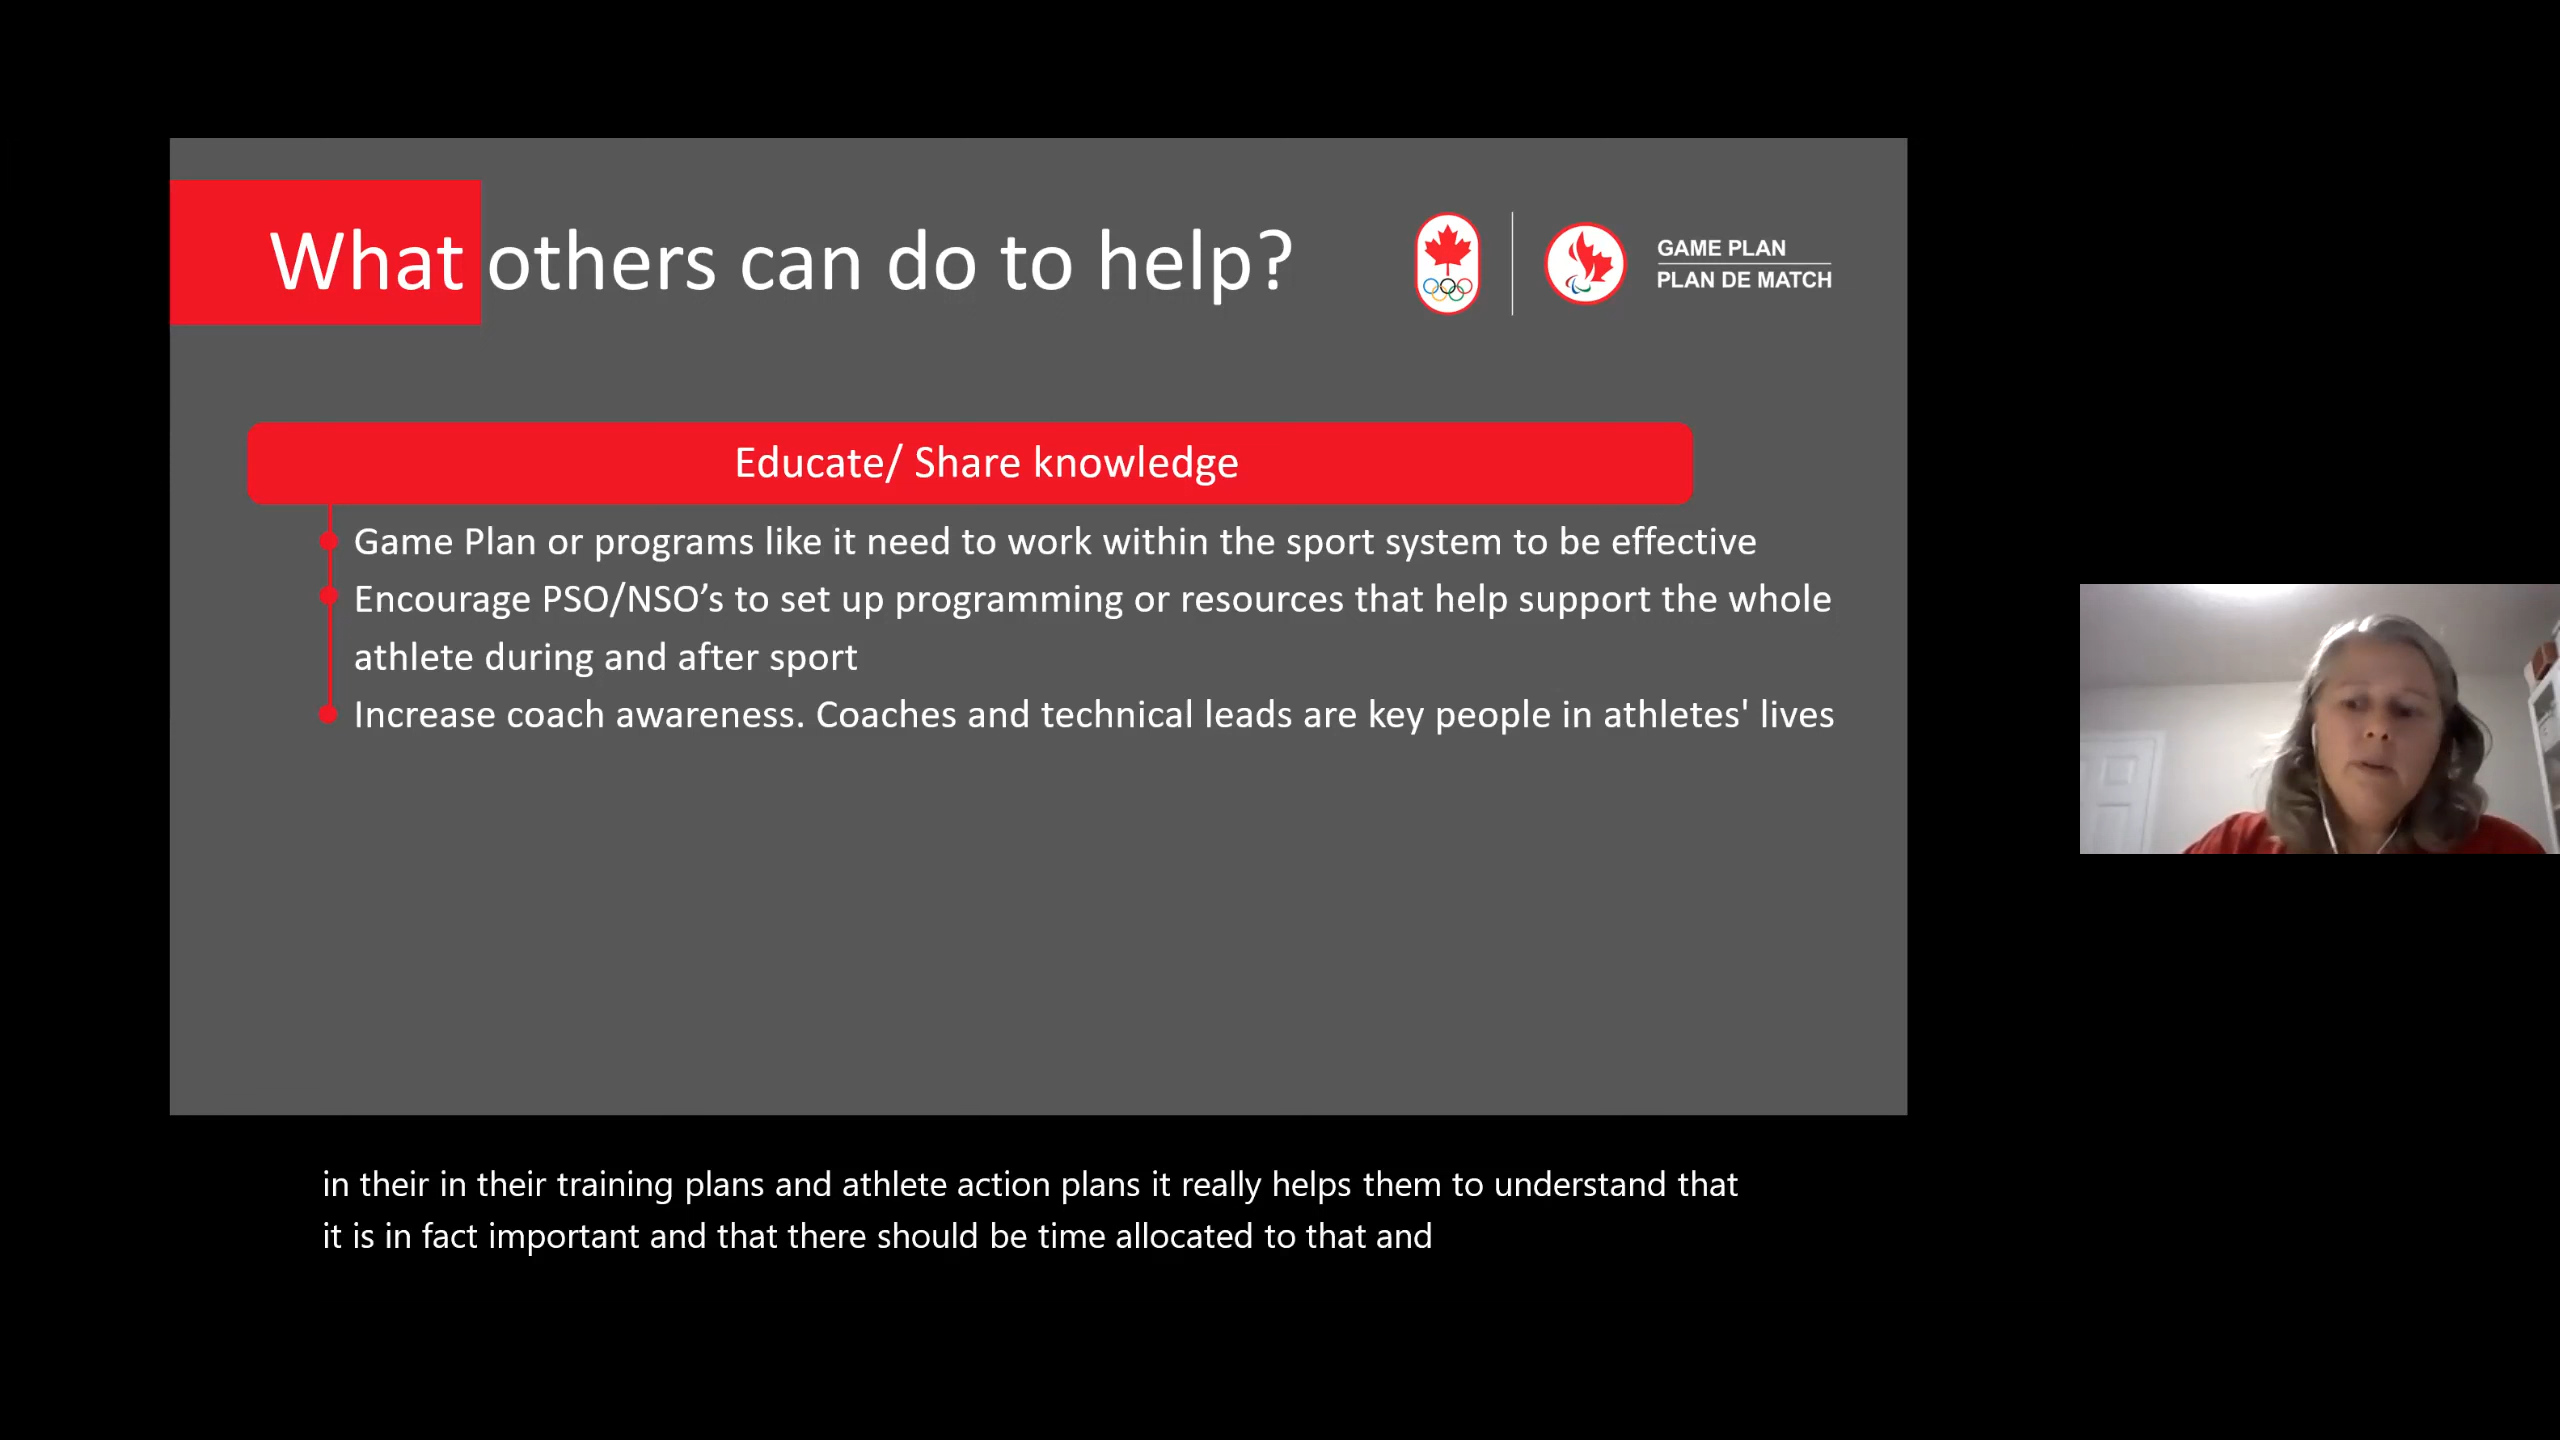 What others can do to help?
GAME PLAN
PLAN DE MATCH
Educate/ Share knowledge
Game Plan or programs like it need to work within the sport system to be effective
Encourage PSO/NSO’s to set up programming or resources that help support the whole
athlete during and after sport
Increase coach awareness. Coaches and technical leads are key people in athletes' lives
in their in their training plans and athlete action plans it really helps them to understand that
it is in fact important and that there should be time allocated to that and